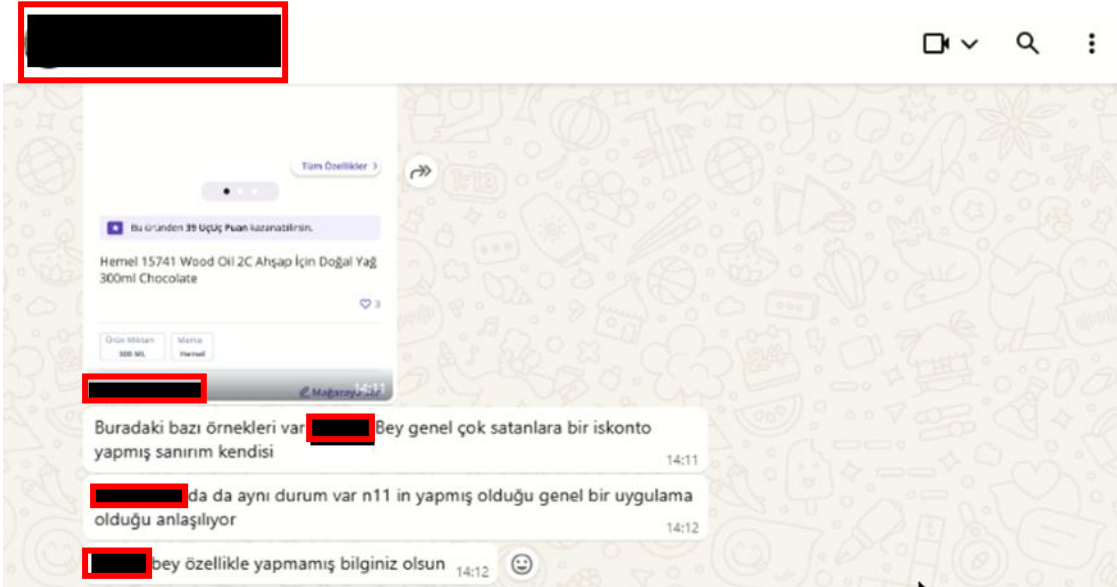 Tüm Özellikler
Bu üründen 39 UçUç Puan kazanabilirsin.
Hemel 15741 Wood Oil 2C Ahşap İçin Doğal Yağ
300ml Chocolate
3
Ürün Miktarı Marka
300 ML Hemel
Mağazaya Sor 14:11
Buradaki bazı örnekleri var Bey genel çok satanlara bir iskonto
yapmış sanırım kendisi
14:11
da da aynı durum var n11 in yapmış olduğu genel bir uygulama
olduğu anlaşılıyor
14:12
bey özellikle yapmamış bilginiz olsun 14:12